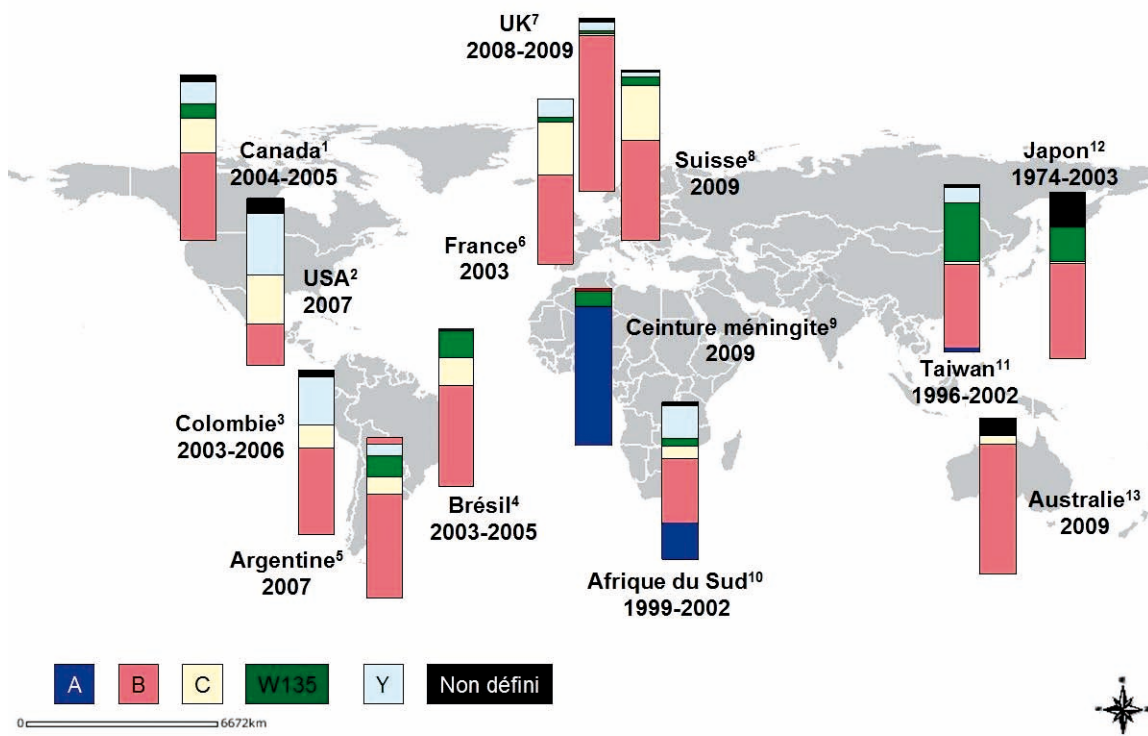 UK⁷
2008-2009
Canada¹
2004-2005
Suisse⁸
2009
Japon¹²
1974-2003
France⁶
2003
USA²
2007
Ceinture méningite⁹
2009
Taiwan¹¹
1996-2002
Colombie³
2003-2006
Brésil⁴
2003-2005
Australie¹³
2009
Argentine⁵
2007
Afrique du Sud¹⁰
1999-2002
A B C W135 Y Non défini
0 6672km